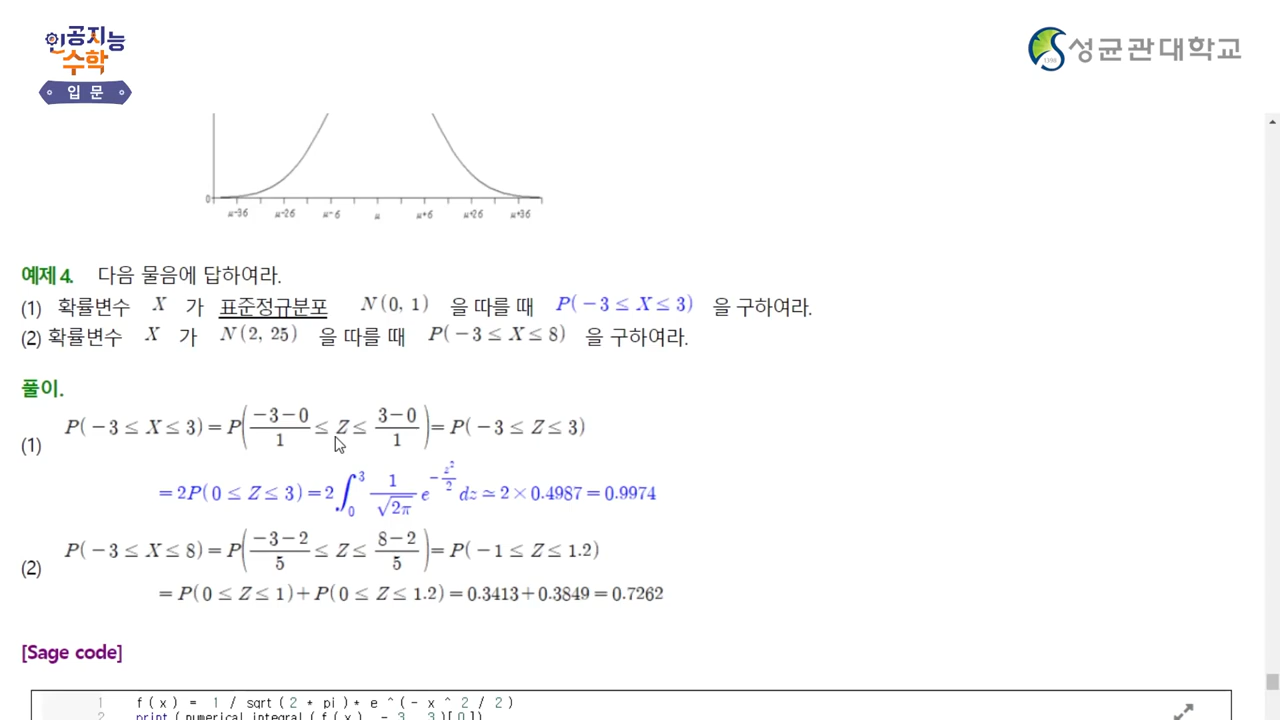 인공지능
수학
입문
성균관대학교
0
μ-3σ μ-2σ μ-σ μ μ+σ μ+2σ μ+3σ
예제 4. 다음 물음에 답하여라.
(1) 확률변수 X 가 표준정규분포 N(0, 1) 을 따를 때 P(−3 ≤ X ≤ 3) 을 구하여라.
(2) 확률변수 X 가 N(2, 25) 을 따를 때 P(−3 ≤ X ≤ 8) 을 구하여라.
풀이.
(1) P(−3 ≤ X ≤ 3) = P((−3−0)/1 ≤ Z ≤ (3−0)/1) = P(−3 ≤ Z ≤ 3)
= 2P(0 ≤ Z ≤ 3) = 2∫₀³ 1/√(2π) e^(−z²/2) dz ≃ 2×0.4987 = 0.9974
(2) P(−3 ≤ X ≤ 8) = P((−3−2)/5 ≤ Z ≤ (8−2)/5) = P(−1 ≤ Z ≤ 1.2)
= P(0 ≤ Z ≤ 1) + P(0 ≤ Z ≤ 1.2) = 0.3413 + 0.3849 = 0.7262
[Sage code]
1 f(x) = 1 / sqrt(2 * pi)* e ^(- x ^ 2 / 2)
2 print(numerical_integral(f(x), - 3, 3)[0])